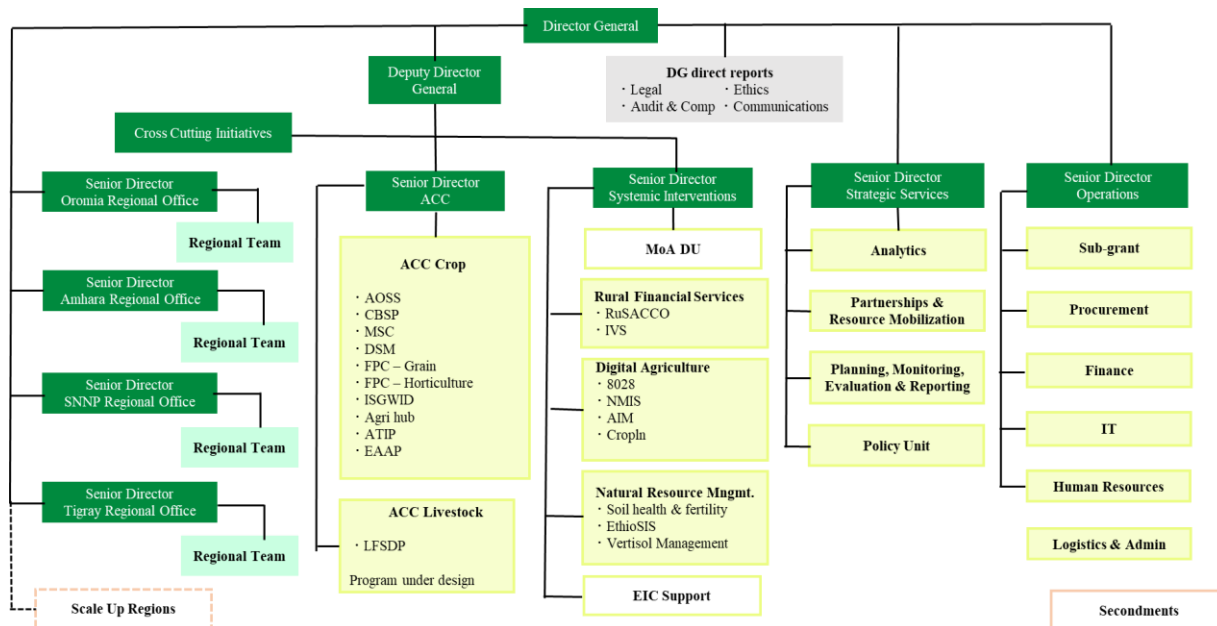 Director General
Deputy Director
General
DG direct reports
· Legal
· Ethics
· Audit & Comp
· Communications
Cross Cutting Initiatives
Senior Director
Oromia Regional Office
Regional Team
Senior Director
Amhara Regional Office
Regional Team
Senior Director
SNNP Regional Office
Regional Team
Senior Director
Tigray Regional Office
Regional Team
Scale Up Regions
Senior Director
ACC
ACC Crop
· AOSS
· CBSP
· MSC
· DSM
· FPC – Grain
· FPC – Horticulture
· ISGWID
· Agri hub
· ATIP
· EAAP
ACC Livestock
· LFSDP
Program under design
Senior Director
Systemic Interventions
MoA DU
Rural Financial Services
· RuSACCO
· IVS
Digital Agriculture
· 8028
· NMIS
· AIM
· Cropln
Natural Resource Mngmt.
· Soil health & fertility
· EthioSIS
· Vertisol Management
EIC Support
Senior Director
Strategic Services
Analytics
Partnerships &
Resource Mobilization
Planning, Monitoring,
Evaluation & Reporting
Policy Unit
Senior Director
Operations
Sub-grant
Procurement
Finance
IT
Human Resources
Logistics & Admin
Secondments